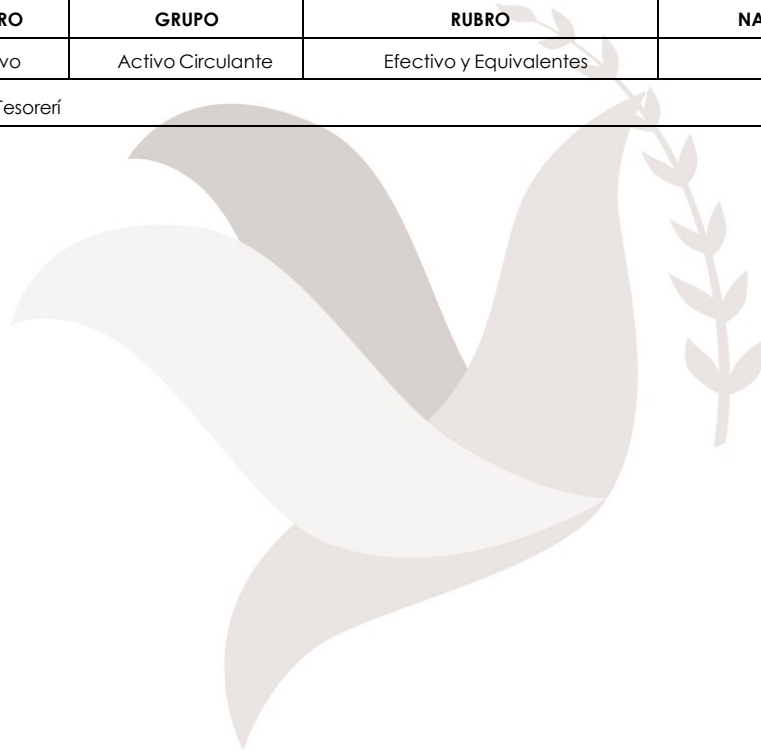 RO GRUPO RUBRO NA
vo Activo Circulante Efectivo y Equivalentes
Tesorerí